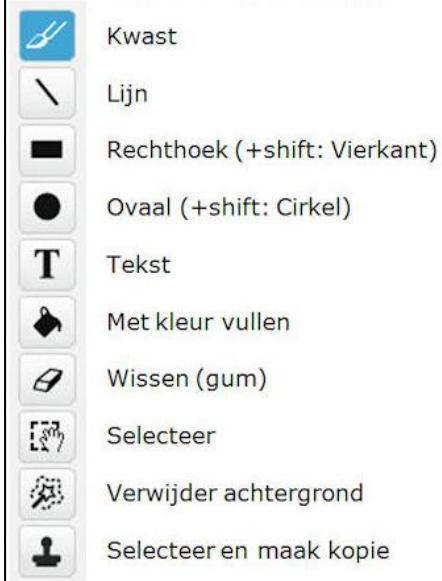 Kwast
Lijn
Rechthoek (+shift: Vierkant)
Ovaal (+shift: Cirkel)
T Tekst
Met kleur vullen
Wissen (gum)
Selecteer
Verwijder achtergrond
Selecteer en maak kopie